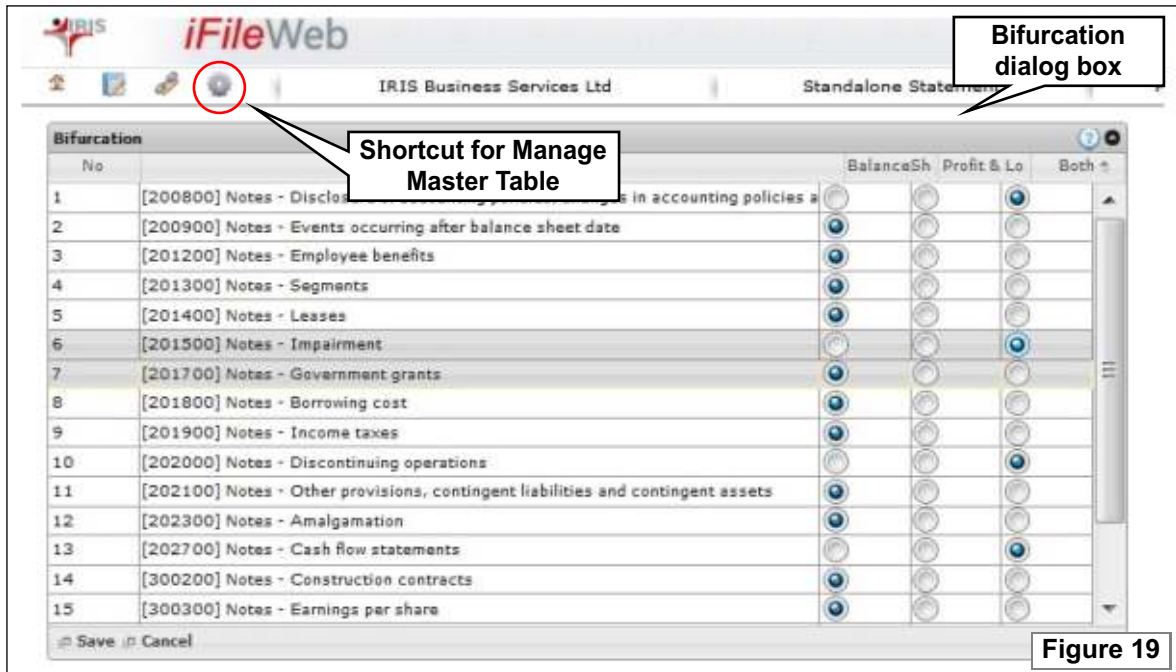 IRIS
iFileWeb
Bifurcation
dialog box
IRIS Business Services Ltd
Standalone Statement
Bifurcation
Shortcut for Manage
Master Table
No
BalanceSh
Profit & Lo
Both
1 [200800] Notes - in accounting policies a
2 [200900] Notes - Events occurring after balance sheet date
3 [201200] Notes - Employee benefits
4 [201300] Notes - Segments
5 [201400] Notes - Leases
6 [201500] Notes - Impairment
7 [201700] Notes - Government grants
8 [201800] Notes - Borrowing cost
9 [201900] Notes - Income taxes
10 [202000] Notes - Discontinuing operations
11 [202100] Notes - Other provisions, contingent liabilities and contingent assets
12 [202300] Notes - Amalgamation
13 [202700] Notes - Cash flow statements
14 [300200] Notes - Construction contracts
15 [300300] Notes - Earnings per share
Save Cancel
Figure 19